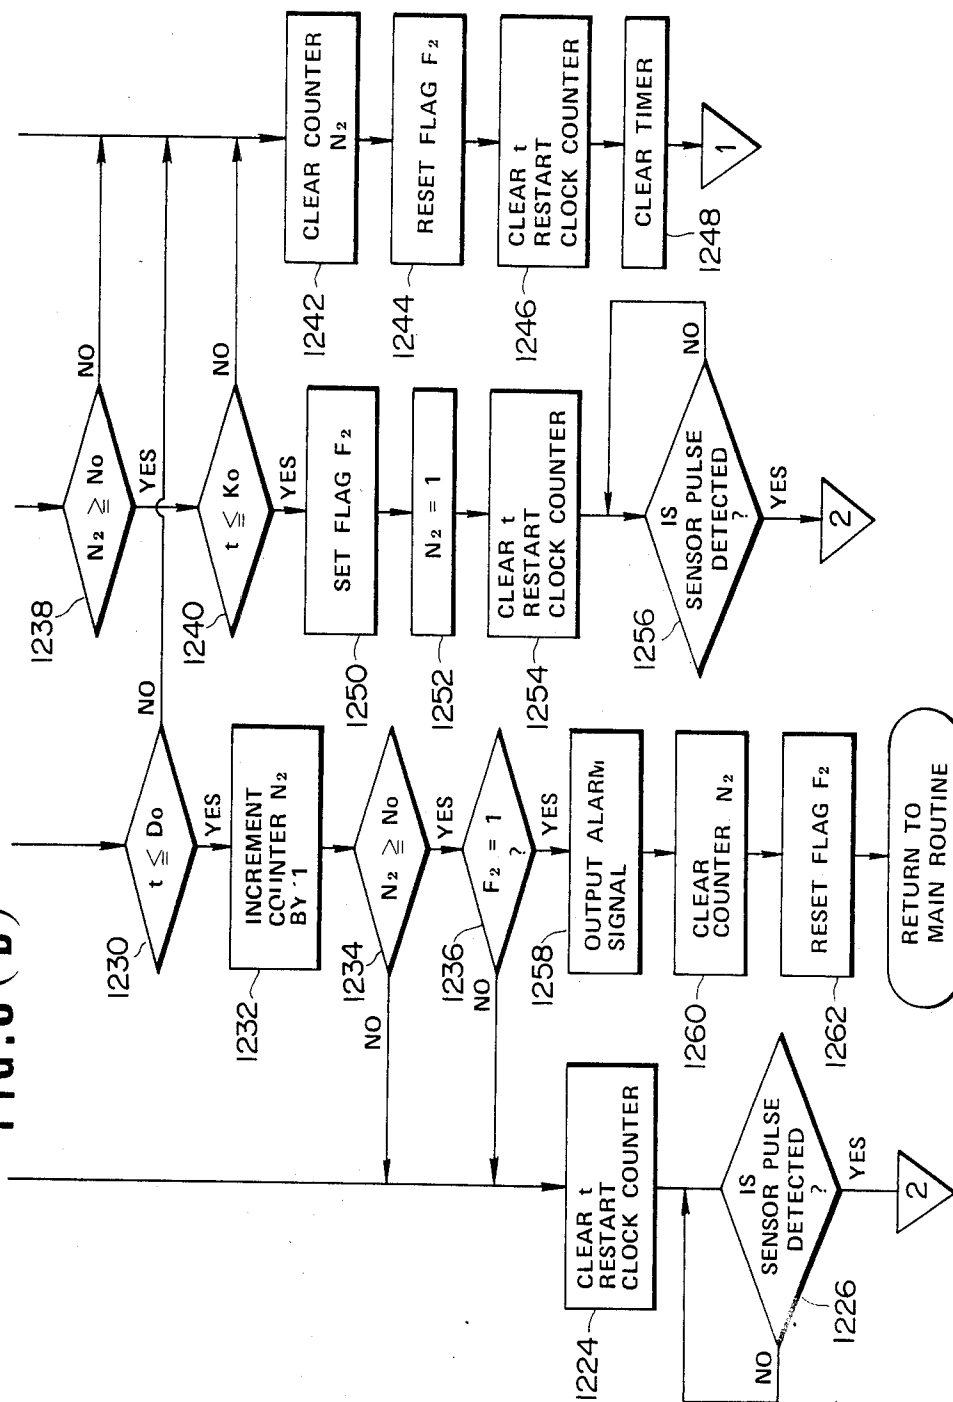 1238
N₂ ≧ No
NO
YES
1240
t ≦ Ko
NO
YES
1250
SET FLAG F₂
1252
N₂ = 1
1254
CLEAR t
RESTART
CLOCK COUNTER
1256
IS
SENSOR PULSE
DETECTED
?
NO
YES
2
CLEAR COUNTER
N₂
1242
RESET FLAG F₂
1244
CLEAR t
RESTART
CLOCK COUNTER
1246
CLEAR TIMER
1248
1
1230
t ≦ Do
NO
YES
1232
INCREMENT
COUNTER N₂
BY 1
1234
N₂ ≧ No
NO
YES
1236
F₂ = 1
?
NO
YES
1258
OUTPUT ALARM
SIGNAL
1260
CLEAR
COUNTER N₂
1262
RESET FLAG F₂
RETURN TO
MAIN ROUTINE
1224
CLEAR t
RESTART
CLOCK COUNTER
1226
IS
SENSOR PULSE
DETECTED
?
NO
YES
2